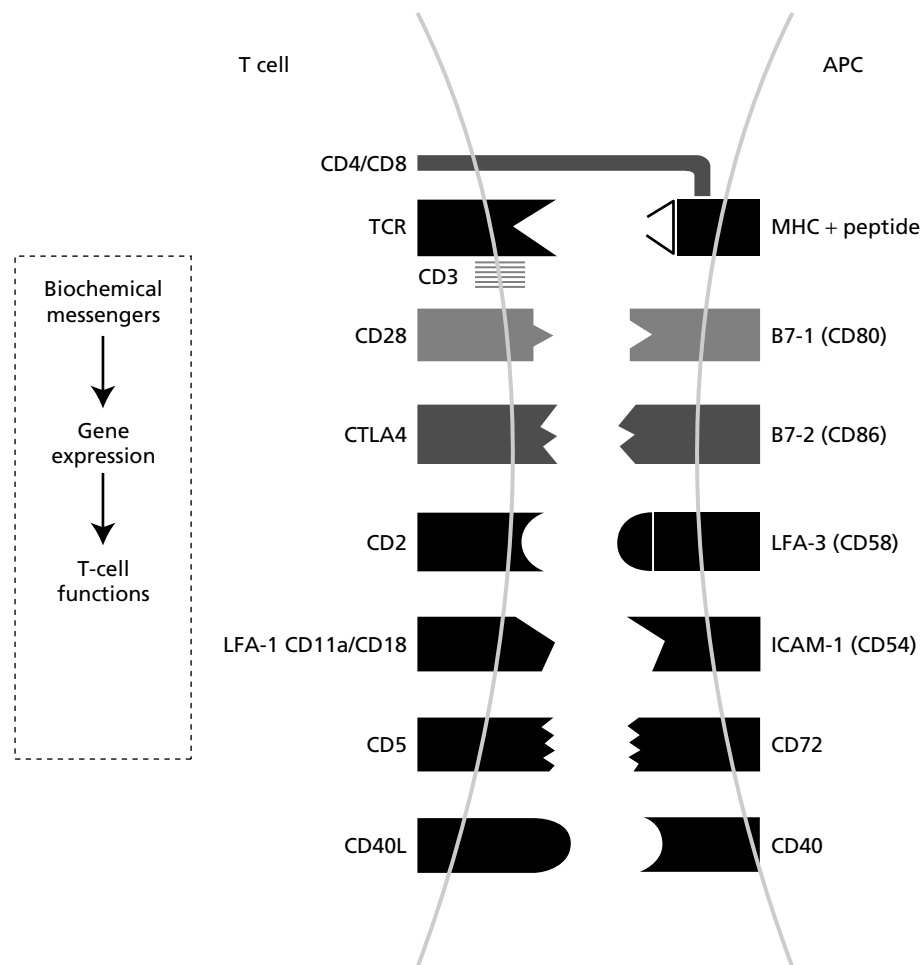 T cell
APC
CD4/CD8
TCR
MHC + peptide
CD3
Biochemical
messengers
CD28
B7-1 (CD80)
Gene
expression
CTLA4
B7-2 (CD86)
CD2
LFA-3 (CD58)
T-cell
functions
LFA-1 CD11a/CD18
ICAM-1 (CD54)
CD5
CD72
CD40L
CD40